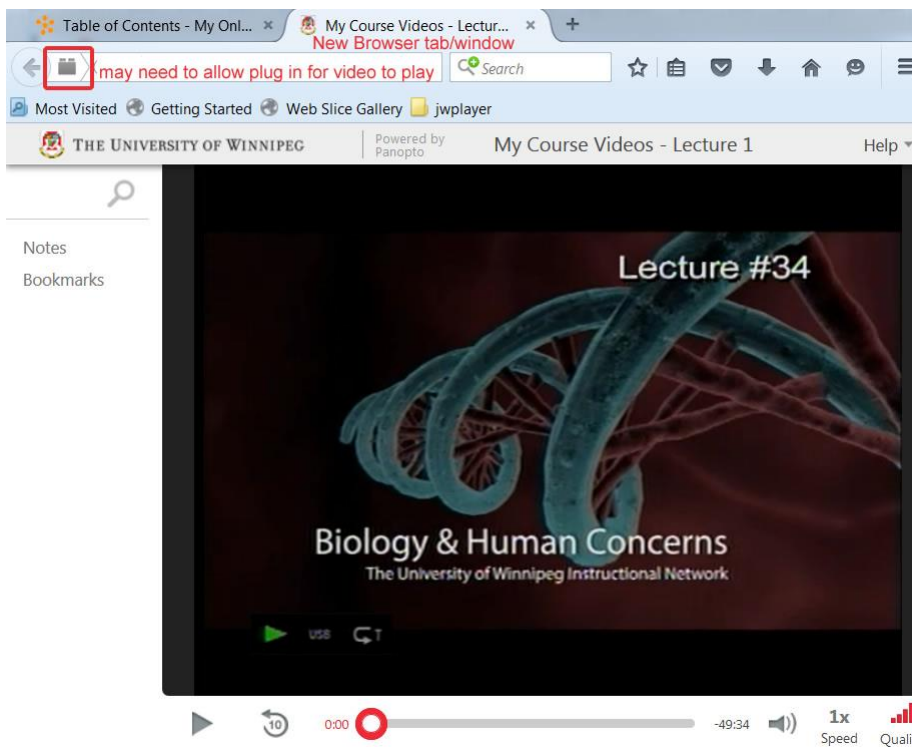 Table of Contents - My Onl... ×
My Course Videos - Lectur... ×
+
New Browser tab/window
may need to allow plug in for video to play
Search
Most Visited Getting Started Web Slice Gallery jwplayer
THE UNIVERSITY OF WINNIPEG
Powered by
Panopto
My Course Videos - Lecture 1
Help
Notes
Bookmarks
Lecture #34
Biology & Human Concerns
The University of Winnipeg Instructional Network
USB T
10 0:00 -49:34 1x
Speed Quali